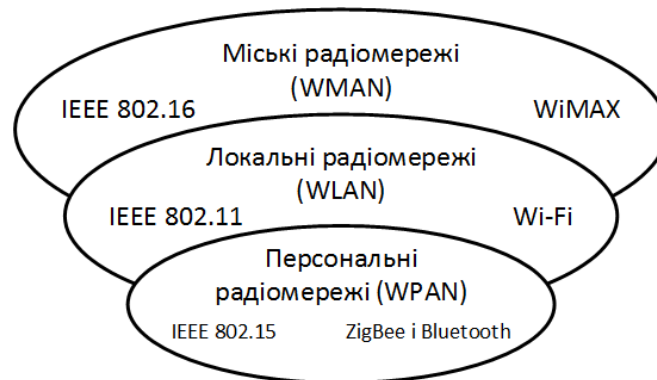 Міські радіомережі
(WMAN)
IEEE 802.16 WiMAX
Локальні радіомережі
(WLAN)
IEEE 802.11 Wi-Fi
Персональні
радіомережі (WPAN)
IEEE 802.15 ZigBee і Bluetooth